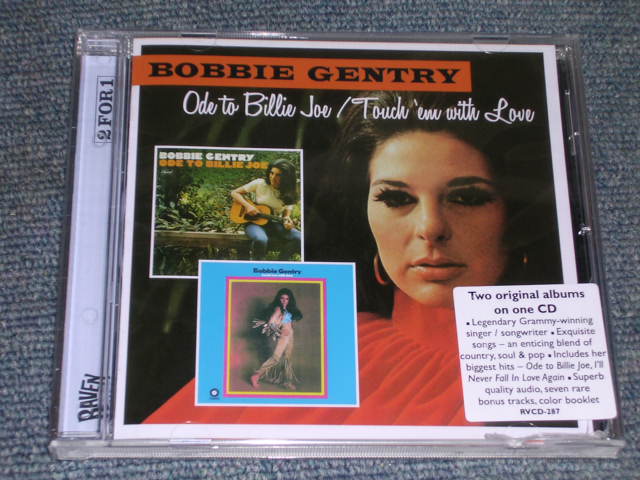 BOBBIE GENTRY
Ode to Billie Joe / Touch 'em with Love
2 FOR 1
BOBBIE GENTRY
ODE TO BILLIE JOE
Bobbie Gentry
Two original albums
on one CD
• Legendary Grammy-winning
singer / songwriter • Exquisite
songs – an enticing blend of
country, soul & pop • Includes her
biggest hits – Ode to Billie Joe, I'll
Never Fall In Love Again • Superb
quality audio, seven rare
bonus tracks, color booklet
RVCD-287
RAVEN